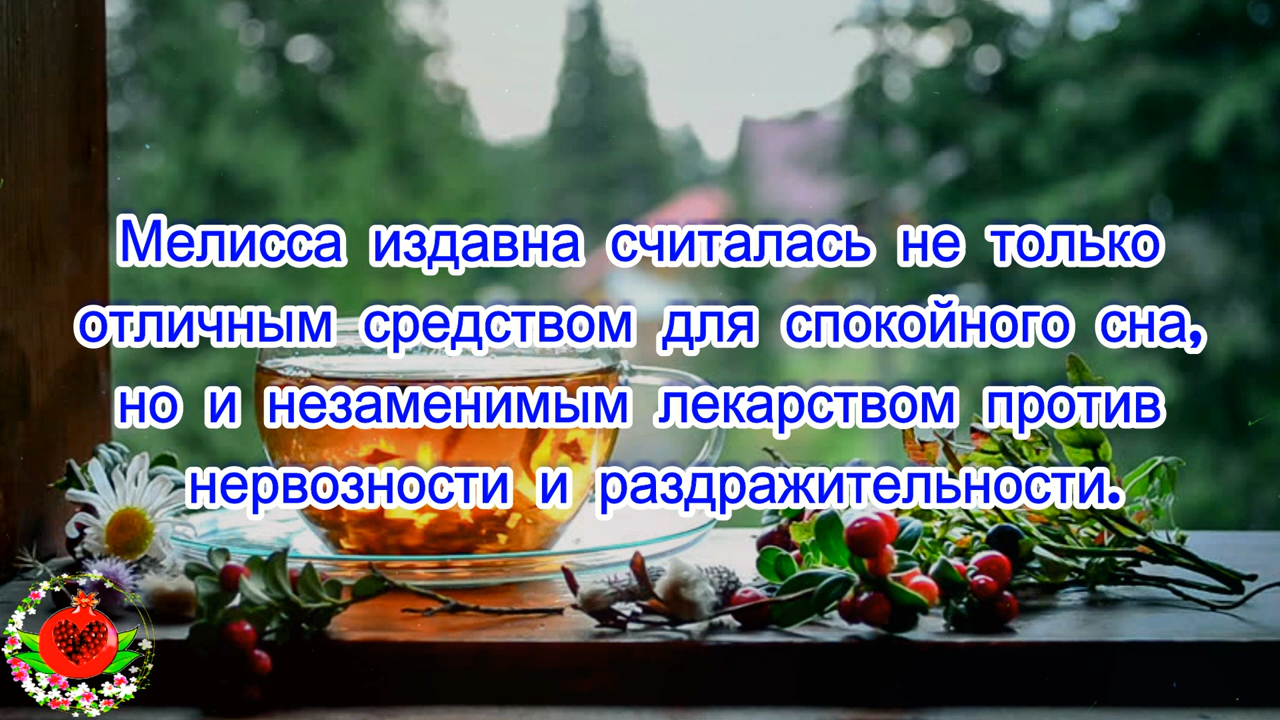 Мелисса издавна считалась не только
отличным средством для спокойного сна,
но и незаменимым лекарством против
нервозности и раздражительности.